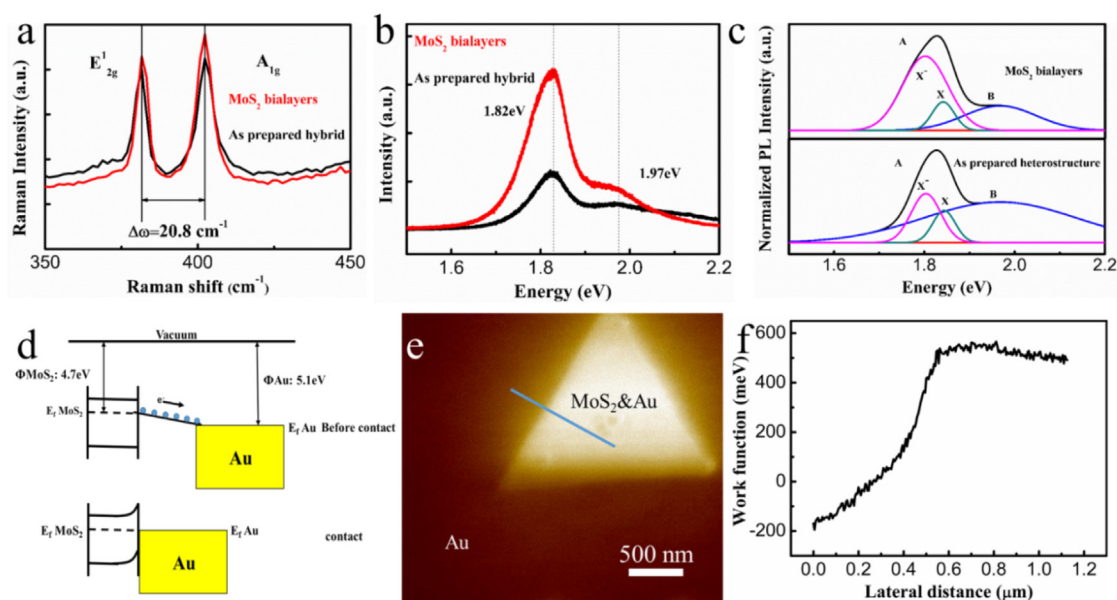 a
Raman Intensity (a.u.)
E¹₂g
A₁g
MoS₂ bialayers
As prepared hybrid
Δω=20.8 cm⁻¹
350 400 450
Raman shift (cm⁻¹)
b
Intensity (a.u.)
MoS₂ bialayers
As prepared hybrid
1.82eV
1.97eV
1.6 1.8 2.0 2.2
Energy (eV)
c
Normalized PL Intensity (a.u.)
A
X⁻
X
B
MoS₂ bialayers
A
As prepared heterostructure
X⁻
X
B
1.6 1.8 2.0 2.2
Energy (eV)
d
Vacuum
ΦMoS₂: 4.7eV
ΦAu: 5.1eV
e⁻
E_f MoS₂
E_f Au Before contact
Au
E_f MoS₂
E_f Au
contact
Au
e
MoS₂&Au
Au
500 nm
f
Work function (meV)
600
400
200
0
-200
0.0 0.2 0.4 0.6 0.8 1.0 1.2
Lateral distance (μm)